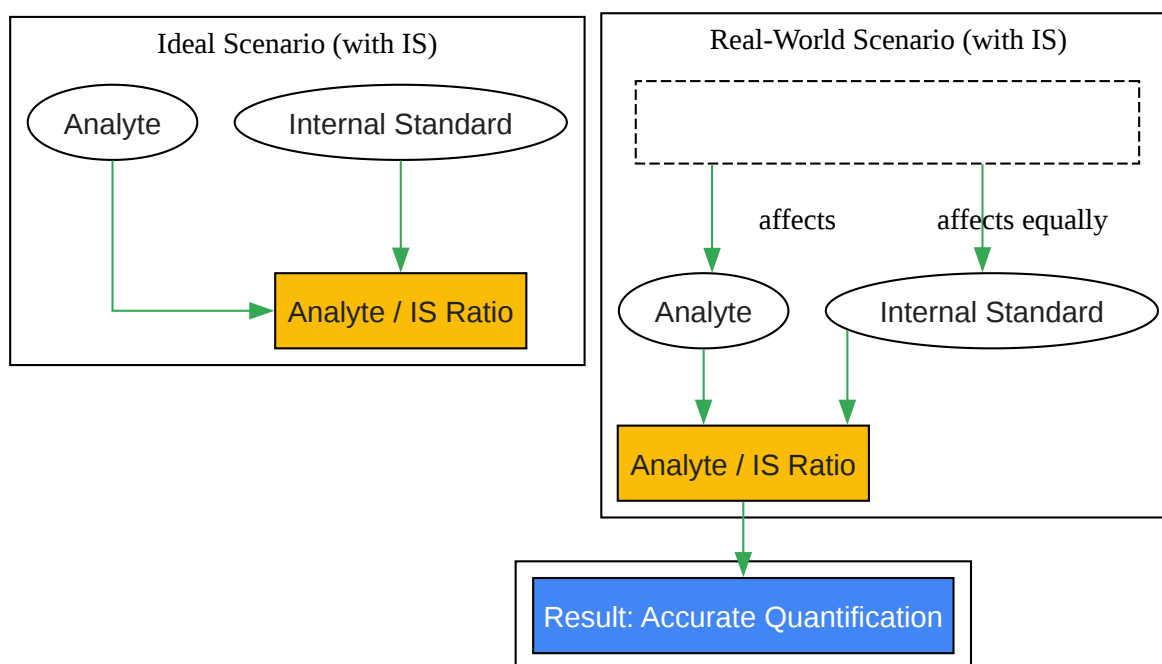 Ideal Scenario (with IS)
Analyte
Internal Standard
Analyte / IS Ratio
Real-World Scenario (with IS)
affects
affects equally
Analyte
Internal Standard
Analyte / IS Ratio
Result: Accurate Quantification